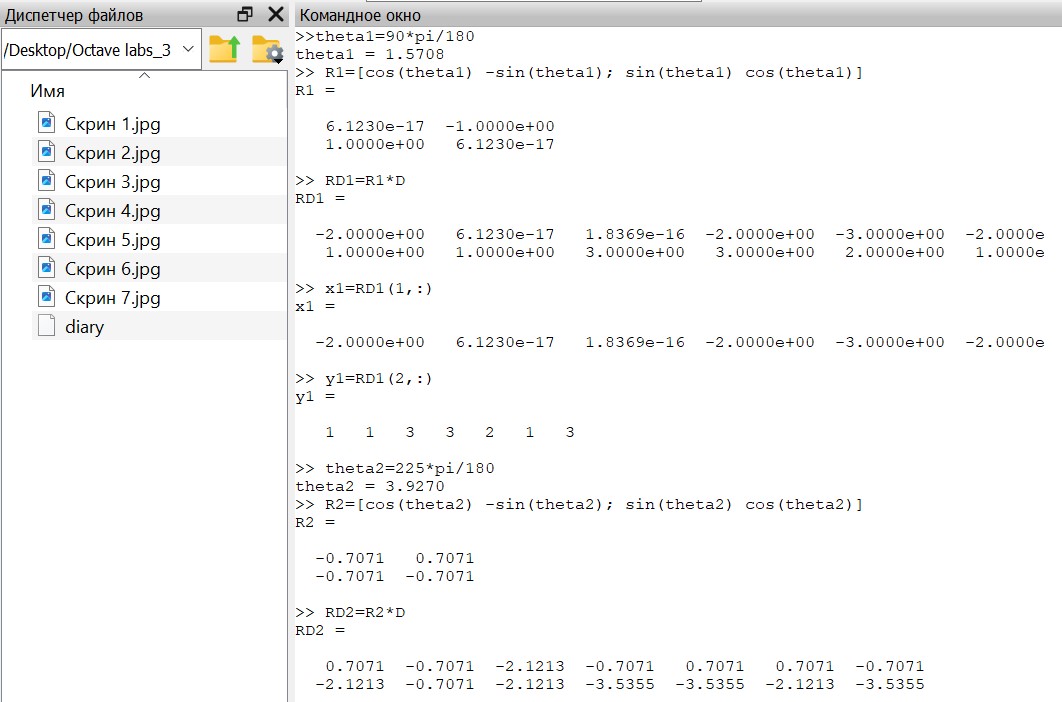 Диспетчер файлов
/Desktop/Octave labs_3
Имя
Скрин 1.jpg
Скрин 2.jpg
Скрин 3.jpg
Скрин 4.jpg
Скрин 5.jpg
Скрин 6.jpg
Скрин 7.jpg
diary
Командное окно
>>theta1=90*pi/180
theta1 = 1.5708
>> R1=[cos(theta1) -sin(theta1); sin(theta1) cos(theta1)]
R1 =
6.1230e-17 -1.0000e+00
1.0000e+00 6.1230e-17
>> RD1=R1*D
RD1 =
-2.0000e+00 6.1230e-17 1.8369e-16 -2.0000e+00 -3.0000e+00 -2.0000e
1.0000e+00 1.0000e+00 3.0000e+00 3.0000e+00 2.0000e+00 1.0000e
>> x1=RD1(1,:)
x1 =
-2.0000e+00 6.1230e-17 1.8369e-16 -2.0000e+00 -3.0000e+00 -2.0000e
>> y1=RD1(2,:)
y1 =
1 1 3 3 2 1 3
>> theta2=225*pi/180
theta2 = 3.9270
>> R2=[cos(theta2) -sin(theta2); sin(theta2) cos(theta2)]
R2 =
-0.7071 0.7071
-0.7071 -0.7071
>> RD2=R2*D
RD2 =
0.7071 -0.7071 -2.1213 -0.7071 0.7071 0.7071 -0.7071
-2.1213 -0.7071 -2.1213 -3.5355 -3.5355 -2.1213 -3.5355